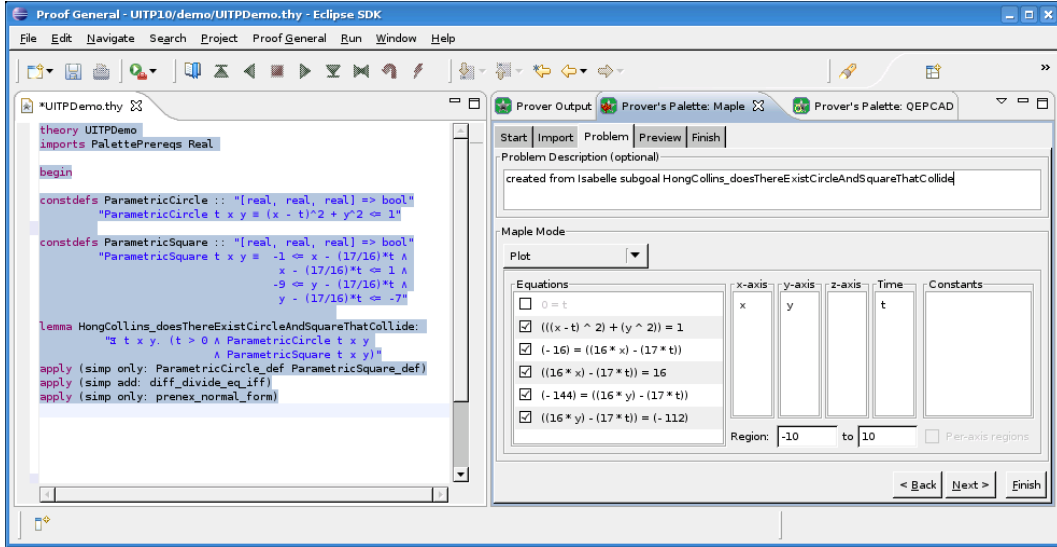 Proof General - UITP10/demo/UITPDemo.thy - Eclipse SDK
File Edit Navigate Search Project Proof General Run Window Help
»
*UITPDemo.thy
Prover Output Prover's Palette: Maple Prover's Palette: QEPCAD
theory UITPDemo
imports PalettePrereqs Real
begin
constdefs ParametricCircle :: "[real, real, real] => bool"
"ParametricCircle t x y ≡ (x - t)^2 + y^2 <= 1"
constdefs ParametricSquare :: "[real, real, real] => bool"
"ParametricSquare t x y ≡ -1 <= x - (17/16)*t ∧
x - (17/16)*t <= 1 ∧
-9 <= y - (17/16)*t ∧
y - (17/16)*t <= -7"
lemma HongCollins_doesThereExistCircleAndSquareThatCollide:
"∃ t x y. (t > 0 ∧ ParametricCircle t x y
∧ ParametricSquare t x y)"
apply (simp only: ParametricCircle_def ParametricSquare_def)
apply (simp add: diff_divide_eq_iff)
apply (simp only: prenex_normal_form)
Start Import Problem Preview Finish
Problem Description (optional)
created from Isabelle subgoal HongCollins_doesThereExistCircleAndSquareThatCollide
Maple Mode
Plot
Equations x-axis y-axis z-axis Time Constants
0 = t x y t
(((x - t) ^ 2) + (y ^ 2)) = 1
(- 16) = ((16 * x) - (17 * t))
((16 * x) - (17 * t)) = 16
(- 144) = ((16 * y) - (17 * t))
((16 * y) - (17 * t)) = (- 112)
Region: -10 to 10 Per-axis regions
< Back Next > Finish